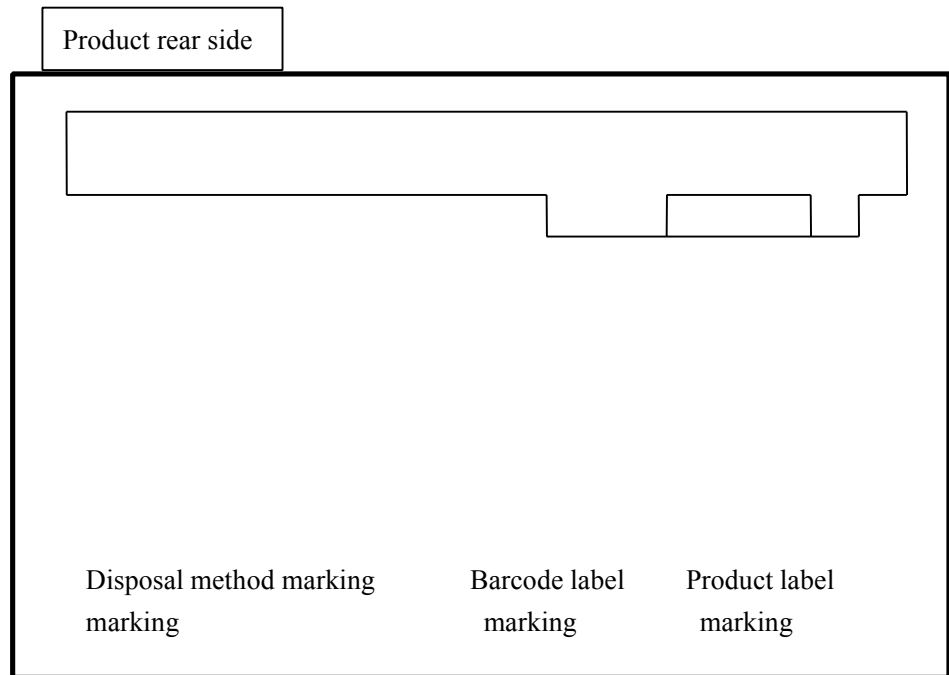 Product rear side
Disposal method marking Barcode label Product label
marking marking marking